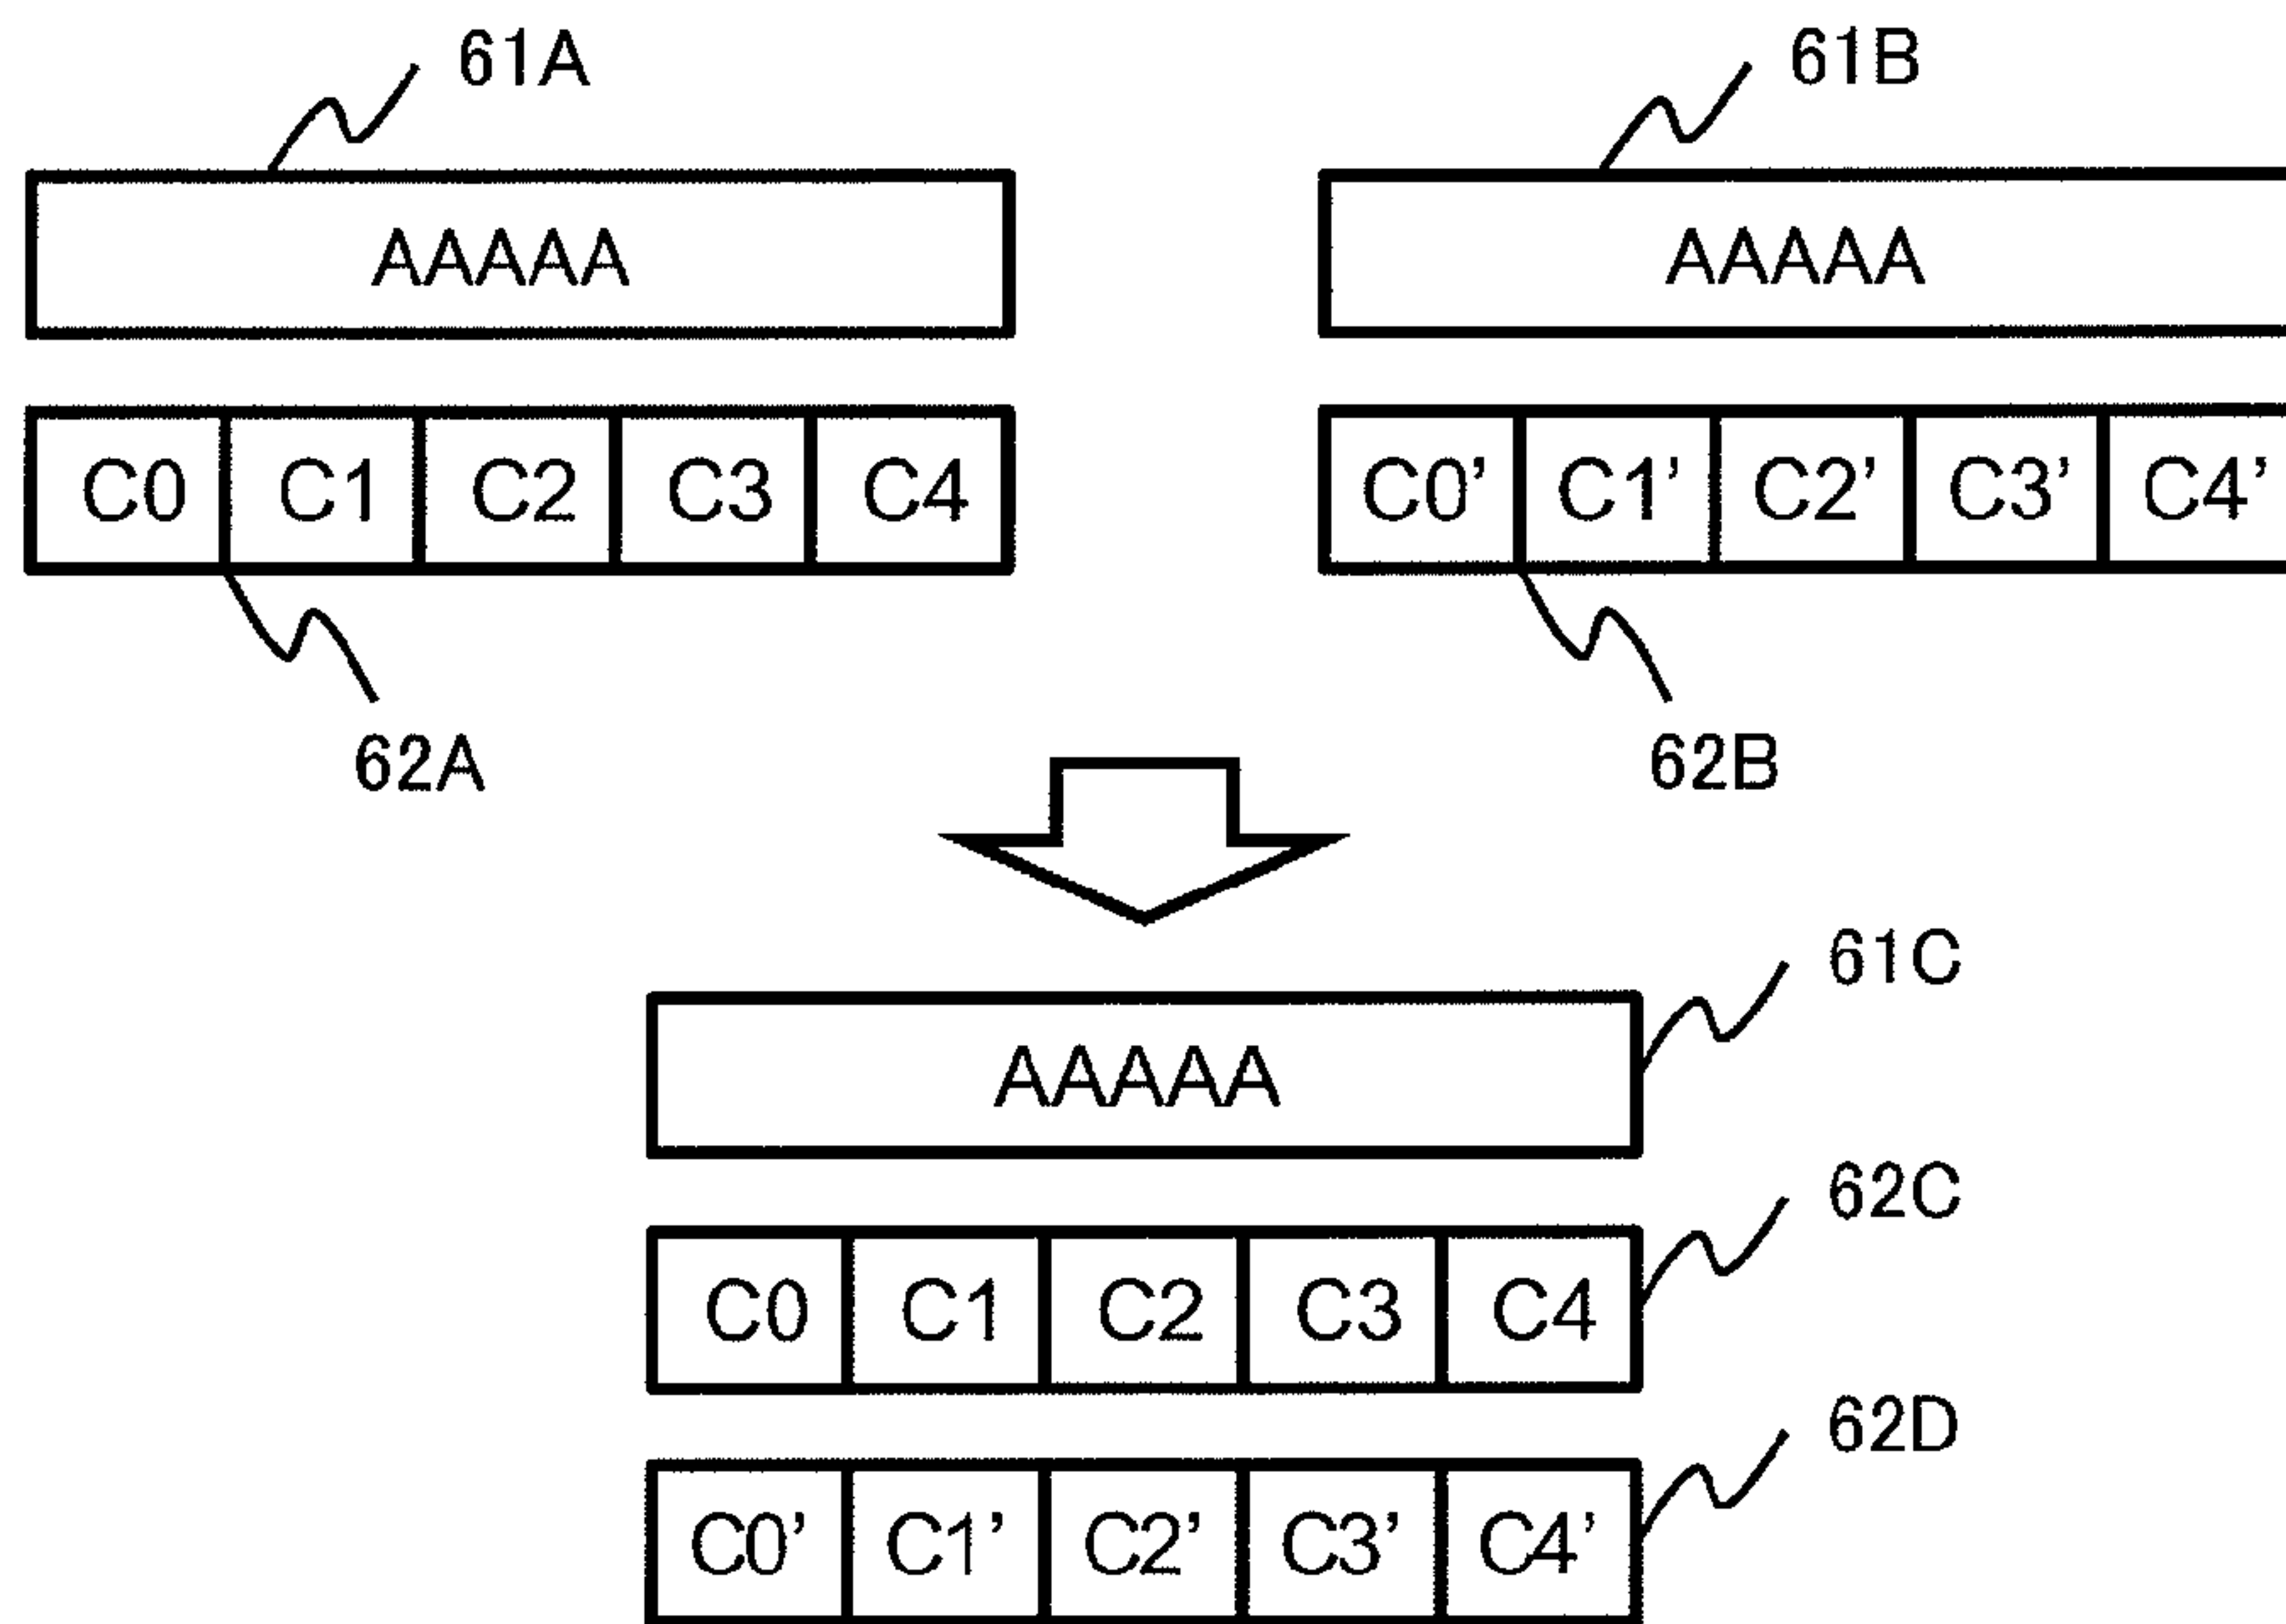 61A 61B
AAAAA AAAAA
C0 C1 C2 C3 C4 C0’ C1’ C2’ C3’ C4’
62A 62B
61C
AAAAA
62C
C0 C1 C2 C3 C4
62D
C0’ C1’ C2’ C3’ C4’